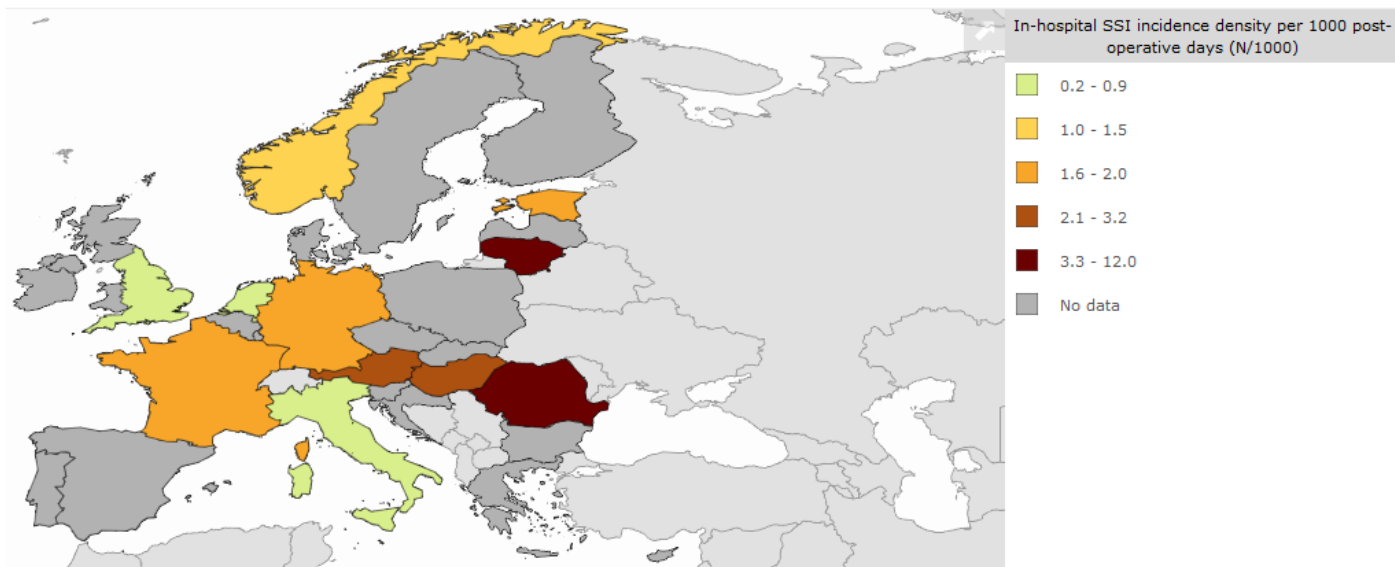 In-hospital SSI incidence density per 1000 post-
operative days (N/1000)
0.2 - 0.9
1.0 - 1.5
1.6 - 2.0
2.1 - 3.2
3.3 - 12.0
No data